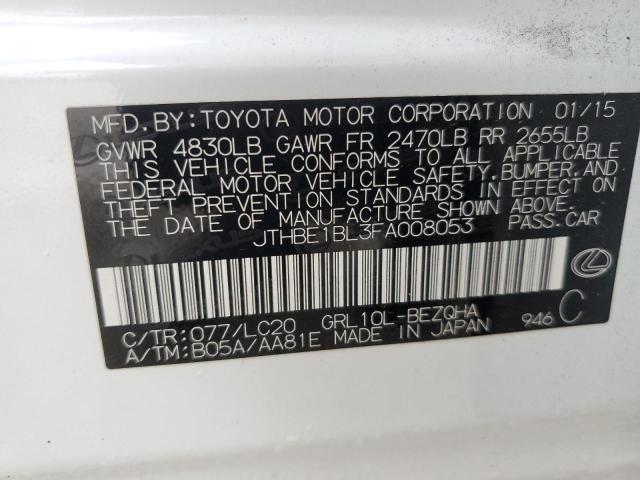 MFD.BY:TOYOTA MOTOR CORPORATION 01/15
GVWR 4830LB GAWR FR 2470LB RR 2655LB
THIS VEHICLE CONFORMS TO ALL APPLICABLE
FEDERAL MOTOR VEHICLE SAFETY,BUMPER,AND
THEFT PREVENTION STANDARDS IN EFFECT ON
THE DATE OF MANUFACTURE SHOWN ABOVE.
JTHBE1BL3FA008053 PASS.CAR
C/TR:077/LC20 GRL10L-BEZQHA
A/TM:B05A/AA81E MADE IN JAPAN 946 C